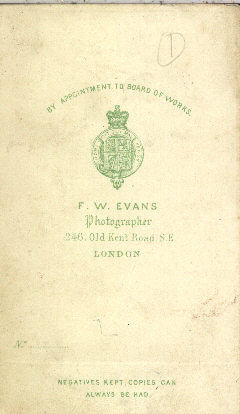 1
BY APPOINTMENT TO BOARD OF WORKS.
F. W. EVANS
Photographer
246, Old Kent Road, S.E.
LONDON
No.
NEGATIVES KEPT, COPIES CAN
ALWAYS BE HAD.